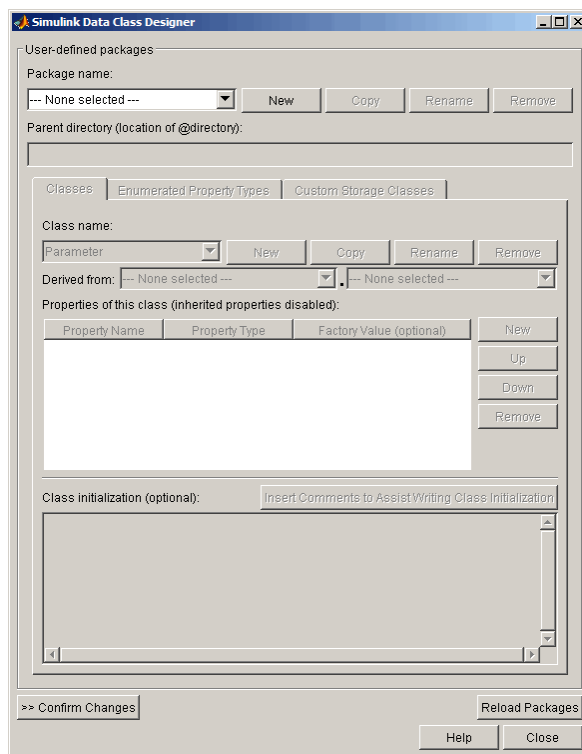 Simulink Data Class Designer
User-defined packages
Package name:
--- None selected --- New Copy Rename Remove
Parent directory (location of @directory):
Classes Enumerated Property Types Custom Storage Classes
Class name:
Parameter New Copy Rename Remove
Derived from: --- None selected --- . --- None selected ---
Properties of this class (inherited properties disabled):
Property Name Property Type Factory Value (optional) New
Up
Down
Remove
Class initialization (optional): Insert Comments to Assist Writing Class Initialization
>> Confirm Changes Reload Packages
Help Close